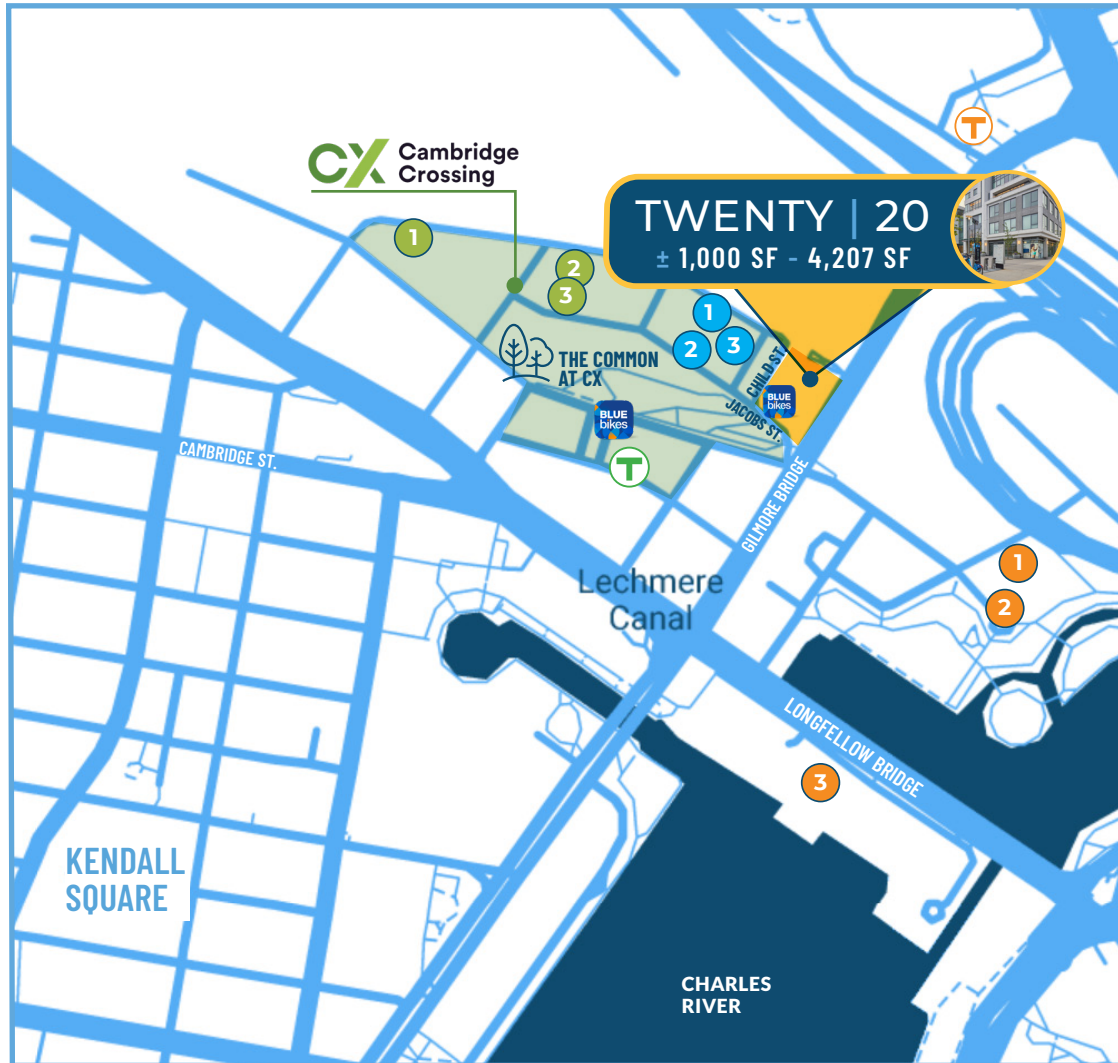 T
CX Cambridge
Crossing
TWENTY | 20
± 1,000 SF - 4,207 SF
1
2
3
1
2
3
THE COMMON
AT CX
CHILD ST.
BLUE
bikes
JACOBS ST.
BLUE
bikes
T
CAMBRIDGE ST.
GILMORE BRIDGE
1
2
Lechmere
Canal
LONGFELLOW BRIDGE
3
KENDALL
SQUARE
CHARLES
RIVER